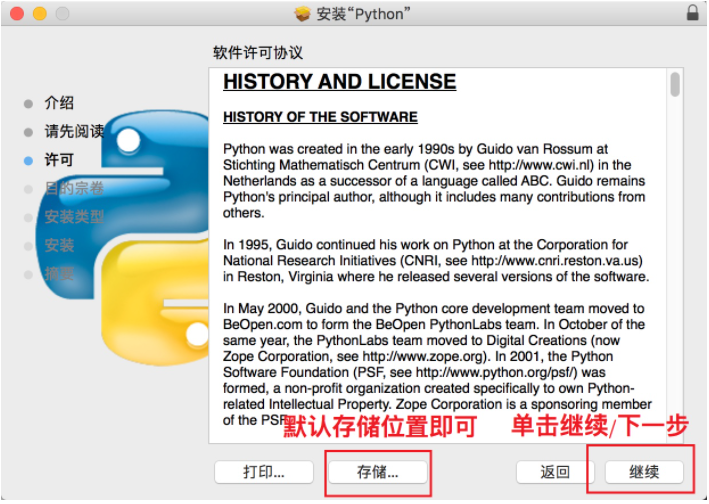 安装“Python”
软件许可协议
介绍
请先阅读
许可
目的宗卷
安装类型
安装
摘要
HISTORY AND LICENSE
HISTORY OF THE SOFTWARE
Python was created in the early 1990s by Guido van Rossum at
Stichting Mathematisch Centrum (CWI, see http://www.cwi.nl) in the
Netherlands as a successor of a language called ABC. Guido remains
Python's principal author, although it includes many contributions from
others.
In 1995, Guido continued his work on Python at the Corporation for
National Research Initiatives (CNRI, see http://www.cnri.reston.va.us)
in Reston, Virginia where he released several versions of the software.
In May 2000, Guido and the Python core development team moved to
BeOpen.com to form the BeOpen PythonLabs team. In October of the
same year, the PythonLabs team moved to Digital Creations (now
Zope Corporation, see http://www.zope.org). In 2001, the Python
Software Foundation (PSF, see http://www.python.org/psf/) was
formed, a non-profit organization created specifically to own Python-
related Intellectual Property. Zope Corporation is a sponsoring member
of the PSF
默认存储位置即可
单击继续/下一步
打印...
存储...
返回
继续